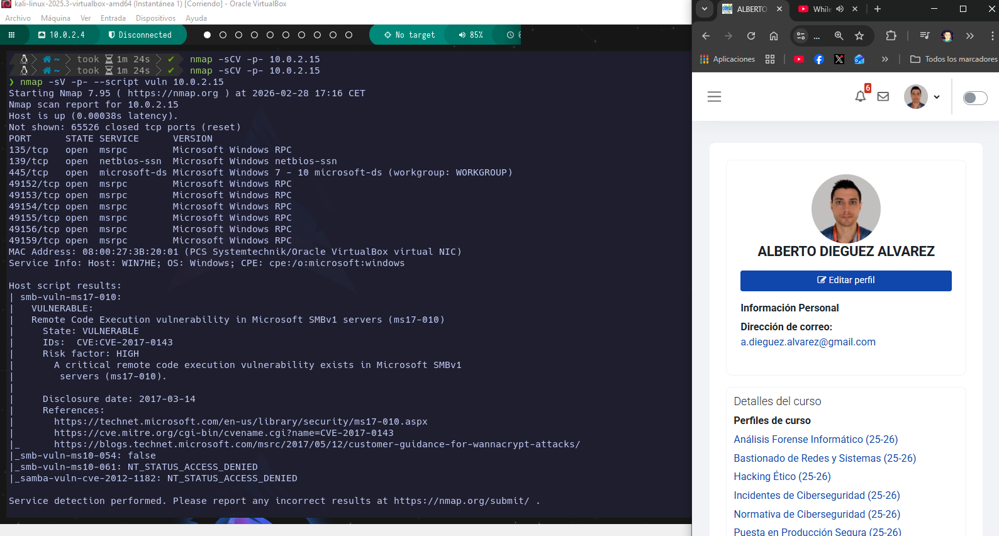 kali-linux-2025.3-virtualbox-amd64 (Instantánea 1) [Corriendo] - Oracle VirtualBox
Archivo Máquina Ver Entrada Dispositivos Ayuda
10.0.2.4 Disconnected No target 85%
~ took 1m 24s ✔ nmap -sCV -p- 10.0.2.15
~ took 1m 24s ✔ nmap -sCV -p- 10.0.2.15
❯ nmap -sV -p- --script vuln 10.0.2.15
Starting Nmap 7.95 ( https://nmap.org ) at 2026-02-28 17:16 CET
Nmap scan report for 10.0.2.15
Host is up (0.00038s latency).
Not shown: 65526 closed tcp ports (reset)
PORT      STATE SERVICE      VERSION
135/tcp   open  msrpc        Microsoft Windows RPC
139/tcp   open  netbios-ssn  Microsoft Windows netbios-ssn
445/tcp   open  microsoft-ds Microsoft Windows 7 - 10 microsoft-ds (workgroup: WORKGROUP)
49152/tcp open  msrpc        Microsoft Windows RPC
49153/tcp open  msrpc        Microsoft Windows RPC
49154/tcp open  msrpc        Microsoft Windows RPC
49155/tcp open  msrpc        Microsoft Windows RPC
49156/tcp open  msrpc        Microsoft Windows RPC
49159/tcp open  msrpc        Microsoft Windows RPC
MAC Address: 08:00:27:3B:20:01 (PCS Systemtechnik/Oracle VirtualBox virtual NIC)
Service Info: Host: WIN7HE; OS: Windows; CPE: cpe:/o:microsoft:windows
Host script results:
| smb-vuln-ms17-010:
|   VULNERABLE:
|   Remote Code Execution vulnerability in Microsoft SMBv1 servers (ms17-010)
|     State: VULNERABLE
|     IDs:  CVE:CVE-2017-0143
|     Risk factor: HIGH
|       A critical remote code execution vulnerability exists in Microsoft SMBv1
|        servers (ms17-010).
|
|     Disclosure date: 2017-03-14
|     References:
|       https://technet.microsoft.com/en-us/library/security/ms17-010.aspx
|       https://cve.mitre.org/cgi-bin/cvename.cgi?name=CVE-2017-0143
|_      https://blogs.technet.microsoft.com/msrc/2017/05/12/customer-guidance-for-wannacrypt-attacks/
|_smb-vuln-ms10-054: false
|_smb-vuln-ms10-061: NT_STATUS_ACCESS_DENIED
|_samba-vuln-cve-2012-1182: NT_STATUS_ACCESS_DENIED
Service detection performed. Please report any incorrect results at https://nmap.org/submit/ .
ALBERTO While
...
Aplicaciones Todos los marcadores
6
ALBERTO DIEGUEZ ALVAREZ
Editar perfil
Información Personal
Dirección de correo:
a.dieguez.alvarez@gmail.com
Detalles del curso
Perfiles de curso
Análisis Forense Informático (25-26)
Bastionado de Redes y Sistemas (25-26)
Hacking Ético (25-26)
Incidentes de Ciberseguridad (25-26)
Normativa de Ciberseguridad (25-26)
Puesta en Producción Segura (25-26)